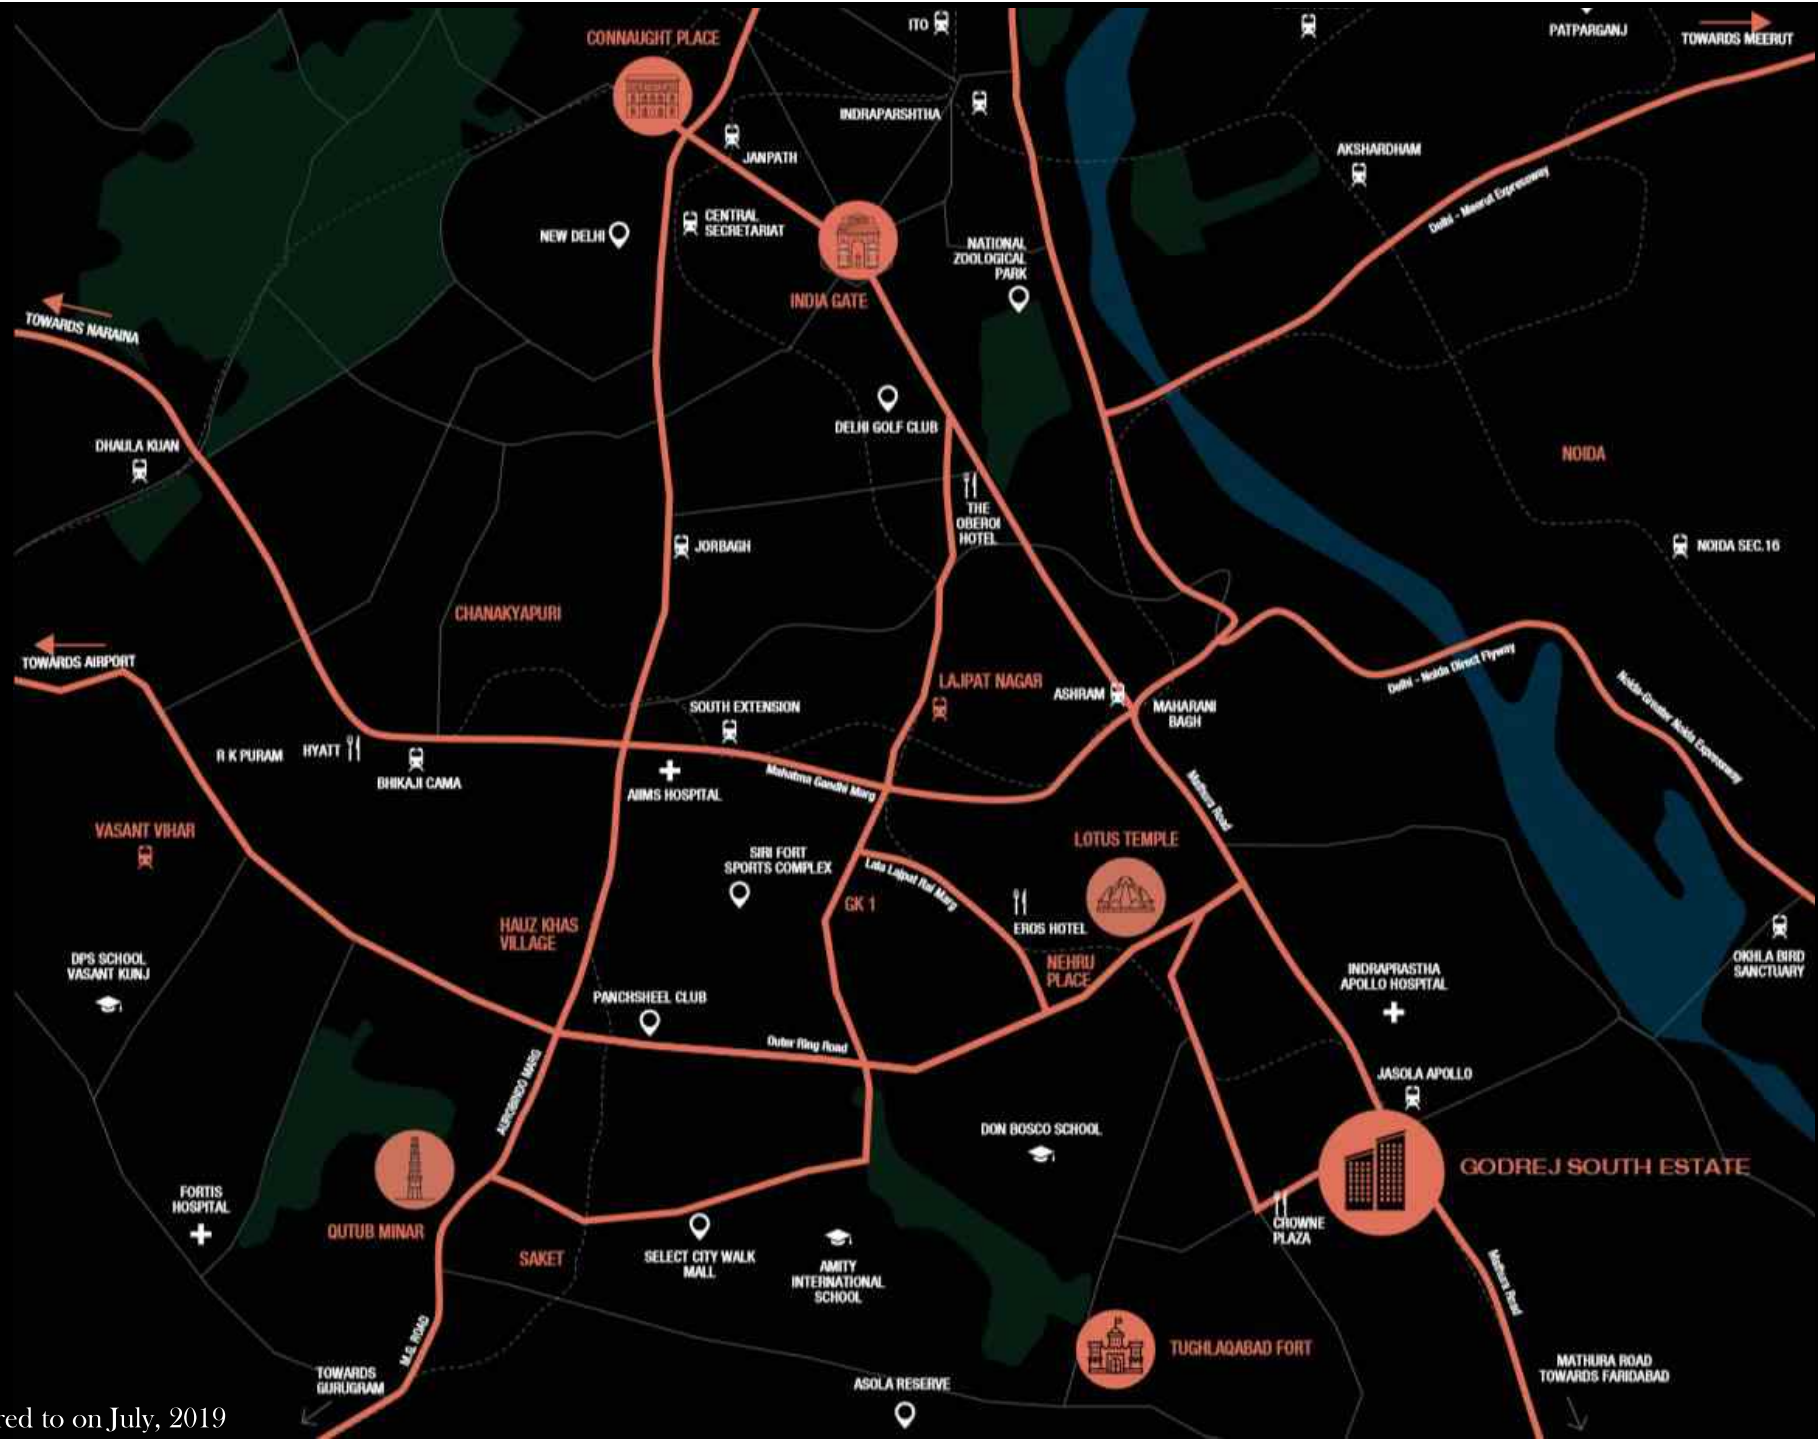 CONNAUGHT PLACE
ITO
PATPARGANJ
TOWARDS MEERUT
INDRAPARSHTHA
JANPATH
AKSHARDHAM
Delhi - Meerut Expressway
NEW DELHI
CENTRAL
SECRETARIAT
NATIONAL
ZOOLOGICAL
PARK
INDIA GATE
TOWARDS NARAINA
DELHI GOLF CLUB
DHAULA KUAN
NOIDA
THE
OBEROI
HOTEL
JORBAGH
NOIDA SEC.16
CHANAKYAPURI
TOWARDS AIRPORT
Delhi - Noida Direct Flyway
Noida-Greater Noida Expressway
LAJPAT NAGAR
ASHRAM
MAHARANI
BAGH
SOUTH EXTENSION
R K PURAM
HYATT
BHIKAJI CAMA
AIIMS HOSPITAL
Mahatma Gandhi Marg
Mathura Road
VASANT VIHAR
LOTUS TEMPLE
SIRI FORT
SPORTS COMPLEX
Lala Lajpat Rai Marg
GK 1
EROS HOTEL
HAUZ KHAS
VILLAGE
NEHRU
PLACE
DPS SCHOOL
VASANT KUNJ
INDRAPRASTHA
APOLLO HOSPITAL
OKHLA BIRD
SANCTUARY
PANCHSHEEL CLUB
Outer Ring Road
AUROBINDO MARG
JASOLA APOLLO
DON BOSCO SCHOOL
GODREJ SOUTH ESTATE
FORTIS
HOSPITAL
QUTUB MINAR
CROWNE
PLAZA
SAKET
SELECT CITY WALK
MALL
AMITY
INTERNATIONAL
SCHOOL
Mathura Road
M.G. ROAD
TUGHLAQABAD FORT
TOWARDS
GURUGRAM
ASOLA RESERVE
MATHURA ROAD
TOWARDS FARIDABAD
red to on July, 2019